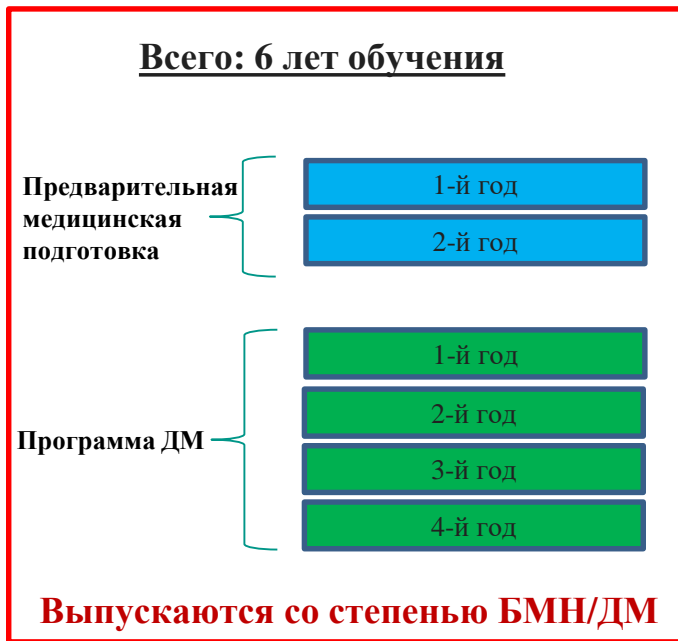 Всего: 6 лет обучения
Предварительная
медицинская
подготовка
1-й год
2-й год
Программа ДМ
1-й год
2-й год
3-й год
4-й год
Выпускаются со степенью БМН/ДМ